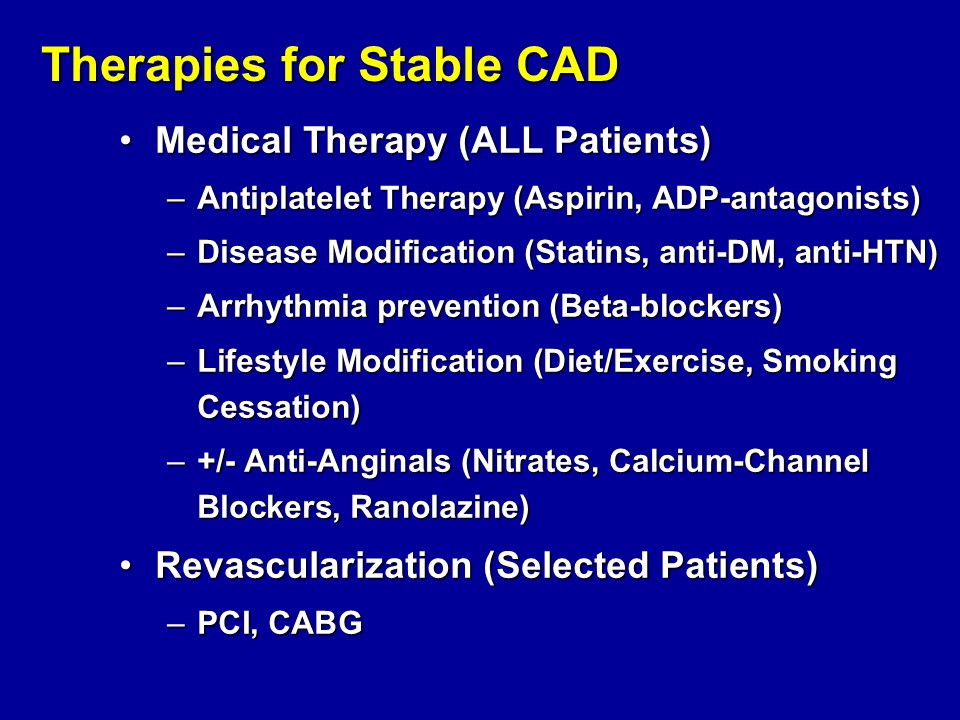 Therapies for Stable CAD
• Medical Therapy (ALL Patients)
– Antiplatelet Therapy (Aspirin, ADP-antagonists)
– Disease Modification (Statins, anti-DM, anti-HTN)
– Arrhythmia prevention (Beta-blockers)
– Lifestyle Modification (Diet/Exercise, Smoking
Cessation)
– +/- Anti-Anginals (Nitrates, Calcium-Channel
Blockers, Ranolazine)
• Revascularization (Selected Patients)
– PCI, CABG